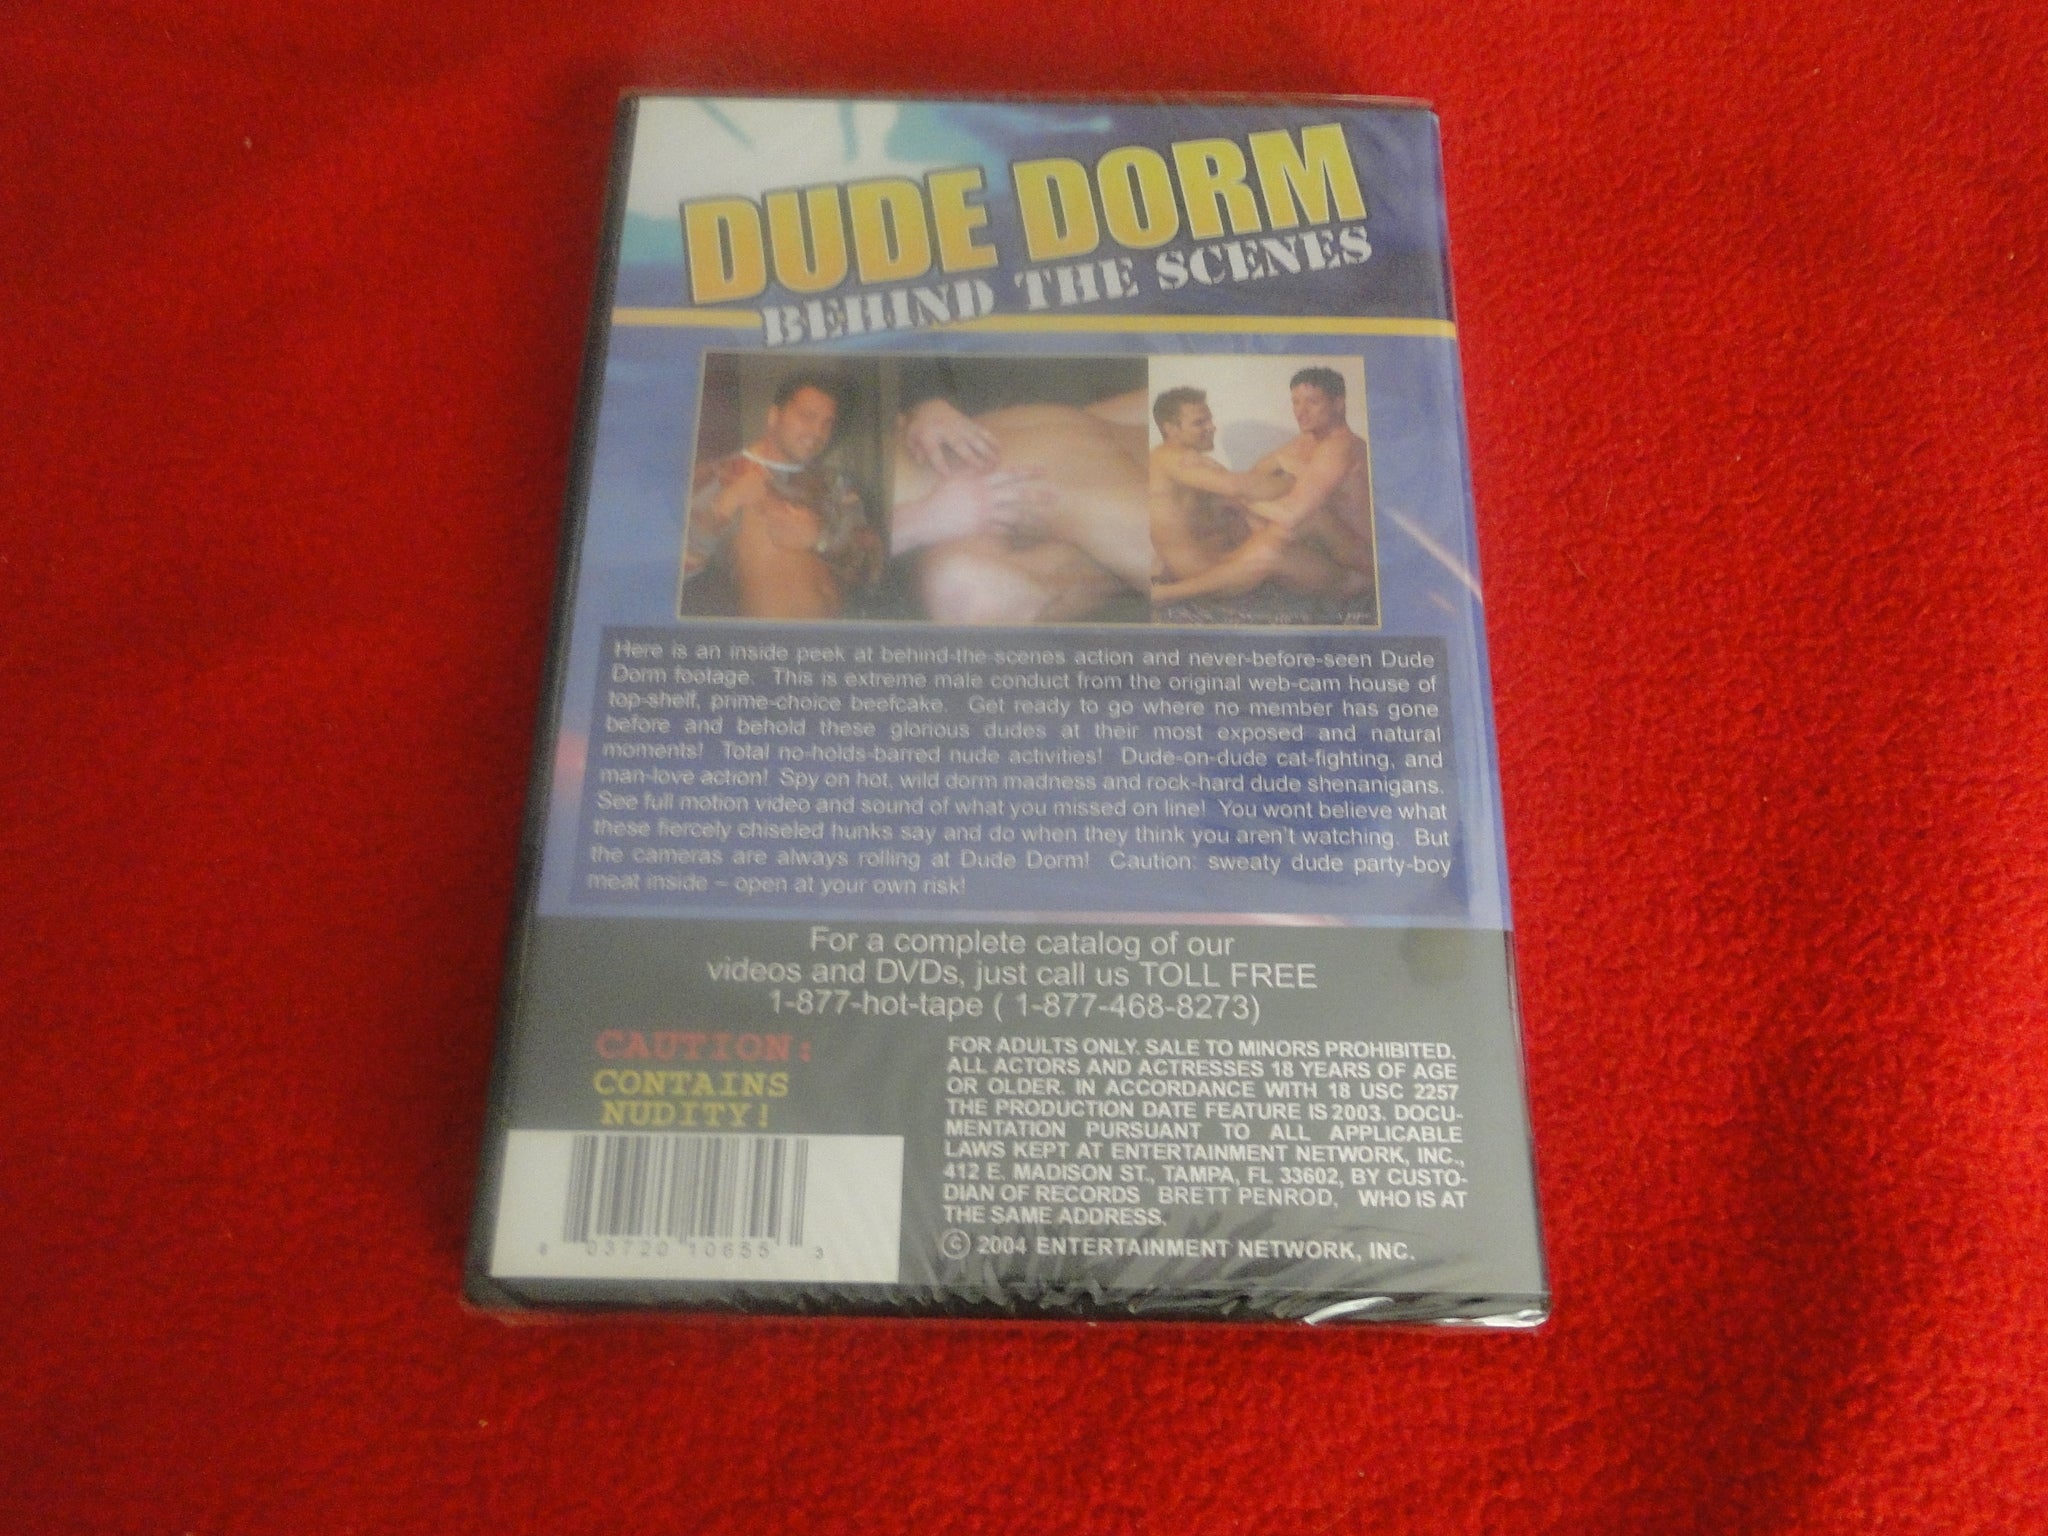 DUDE DORM
BEHIND THE SCENES
Here is an inside peek at behind-the-scenes action and never-before-seen Dude
Dorm footage. This is extreme male conduct from the original web-cam house of
top-shelf, prime-choice beefcake. Get ready to go where no member has gone
before and behold these glorious dudes at their most exposed and natural
moments! Total no-holds-barred nude activities! Dude-on-dude cat-fighting, and
man-love action! Spy on hot, wild dorm madness and rock-hard dude shenanigans.
See full motion video and sound of what you missed on line! You wont believe what
these fiercely chiseled hunks say and do when they think you aren't watching. But
the cameras are always rolling at Dude Dorm! Caution: sweaty dude party-boy
meat inside – open at your own risk!
For a complete catalog of our
videos and DVDs, just call us TOLL FREE
1-877-hot-tape ( 1-877-468-8273)
CAUTION:
CONTAINS
NUDITY!
6 03720 10655 3
FOR ADULTS ONLY. SALE TO MINORS PROHIBITED.
ALL ACTORS AND ACTRESSES 18 YEARS OF AGE
OR OLDER. IN ACCORDANCE WITH 18 USC 2257
THE PRODUCTION DATE FEATURE IS 2003. DOCU-
MENTATION PURSUANT TO ALL APPLICABLE
LAWS KEPT AT ENTERTAINMENT NETWORK, INC.,
412 E. MADISON ST., TAMPA, FL 33602, BY CUSTO-
DIAN OF RECORDS BRETT PENROD, WHO IS AT
THE SAME ADDRESS.
© 2004 ENTERTAINMENT NETWORK, INC.